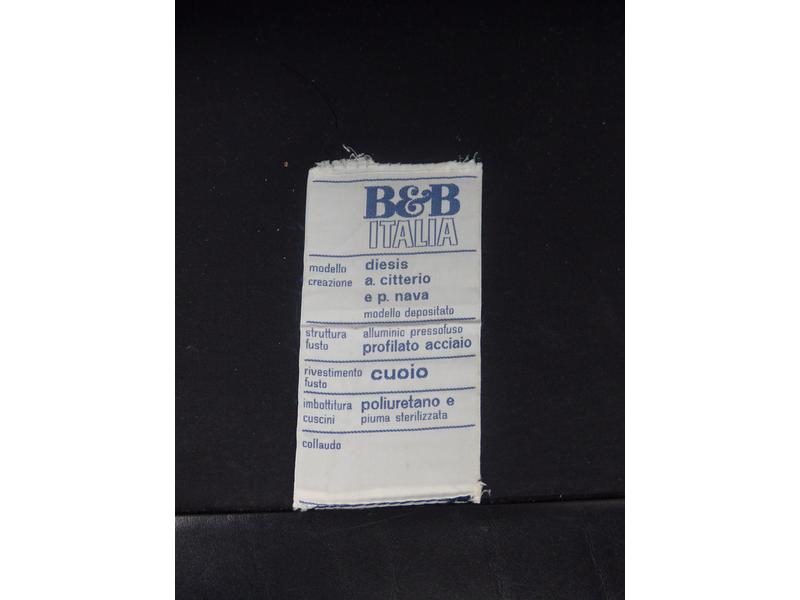 B&B
ITALIA
modello diesis
creazione a. citterio
e p. nava
modello depositato
struttura alluminio pressofuso
fusto profilato acciaio
rivestimento cuoio
fusto
imbottitura poliuretano e
cuscini piuma sterilizzata
collaudo